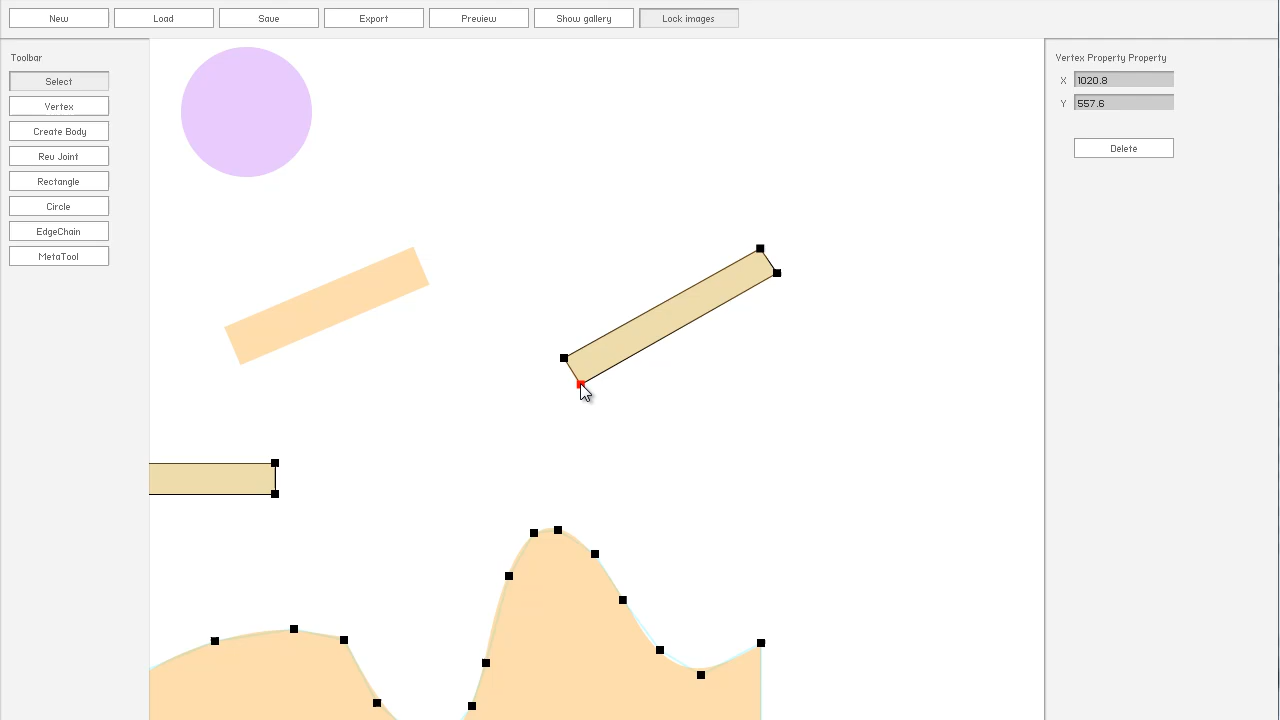 New
Load
Save
Export
Preview
Show gallery
Lock images
Toolbar
Select
Vertex
Create Body
Rev Joint
Rectangle
Circle
EdgeChain
MetaTool
Vertex Property Property
X 1020.8
Y 557.6
Delete